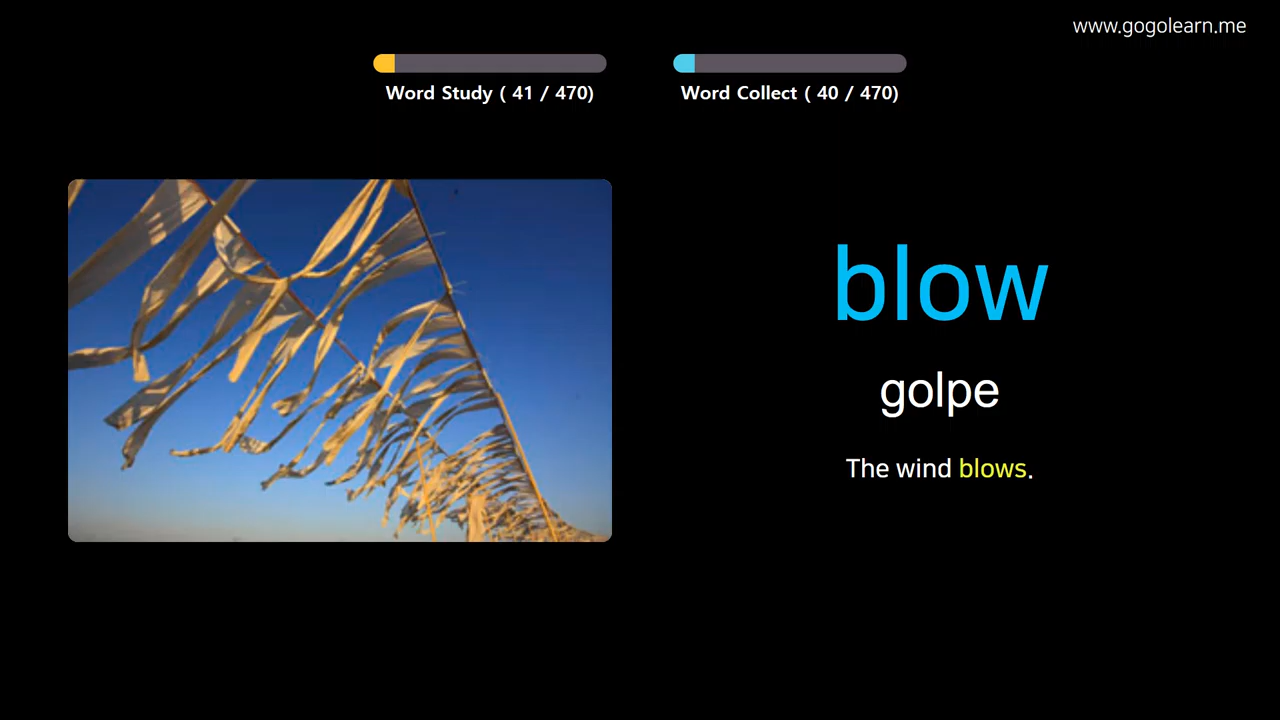 www.gogolearn.me
Word Study ( 41 / 470)
Word Collect ( 40 / 470)
blow
golpe
The wind blows.